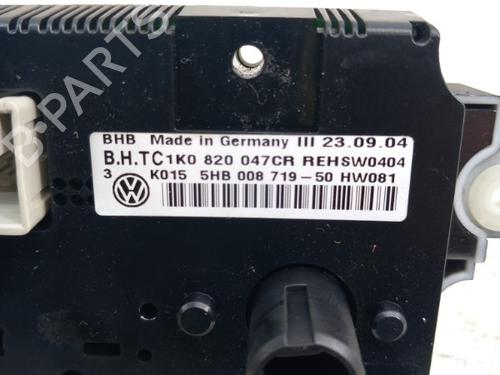 B-PARTS
BHB Made in Germany III 23.09.04
B.H.TC1K0 820 047CR REHSW0404
3 K015 5HB 008 719-50 HW081